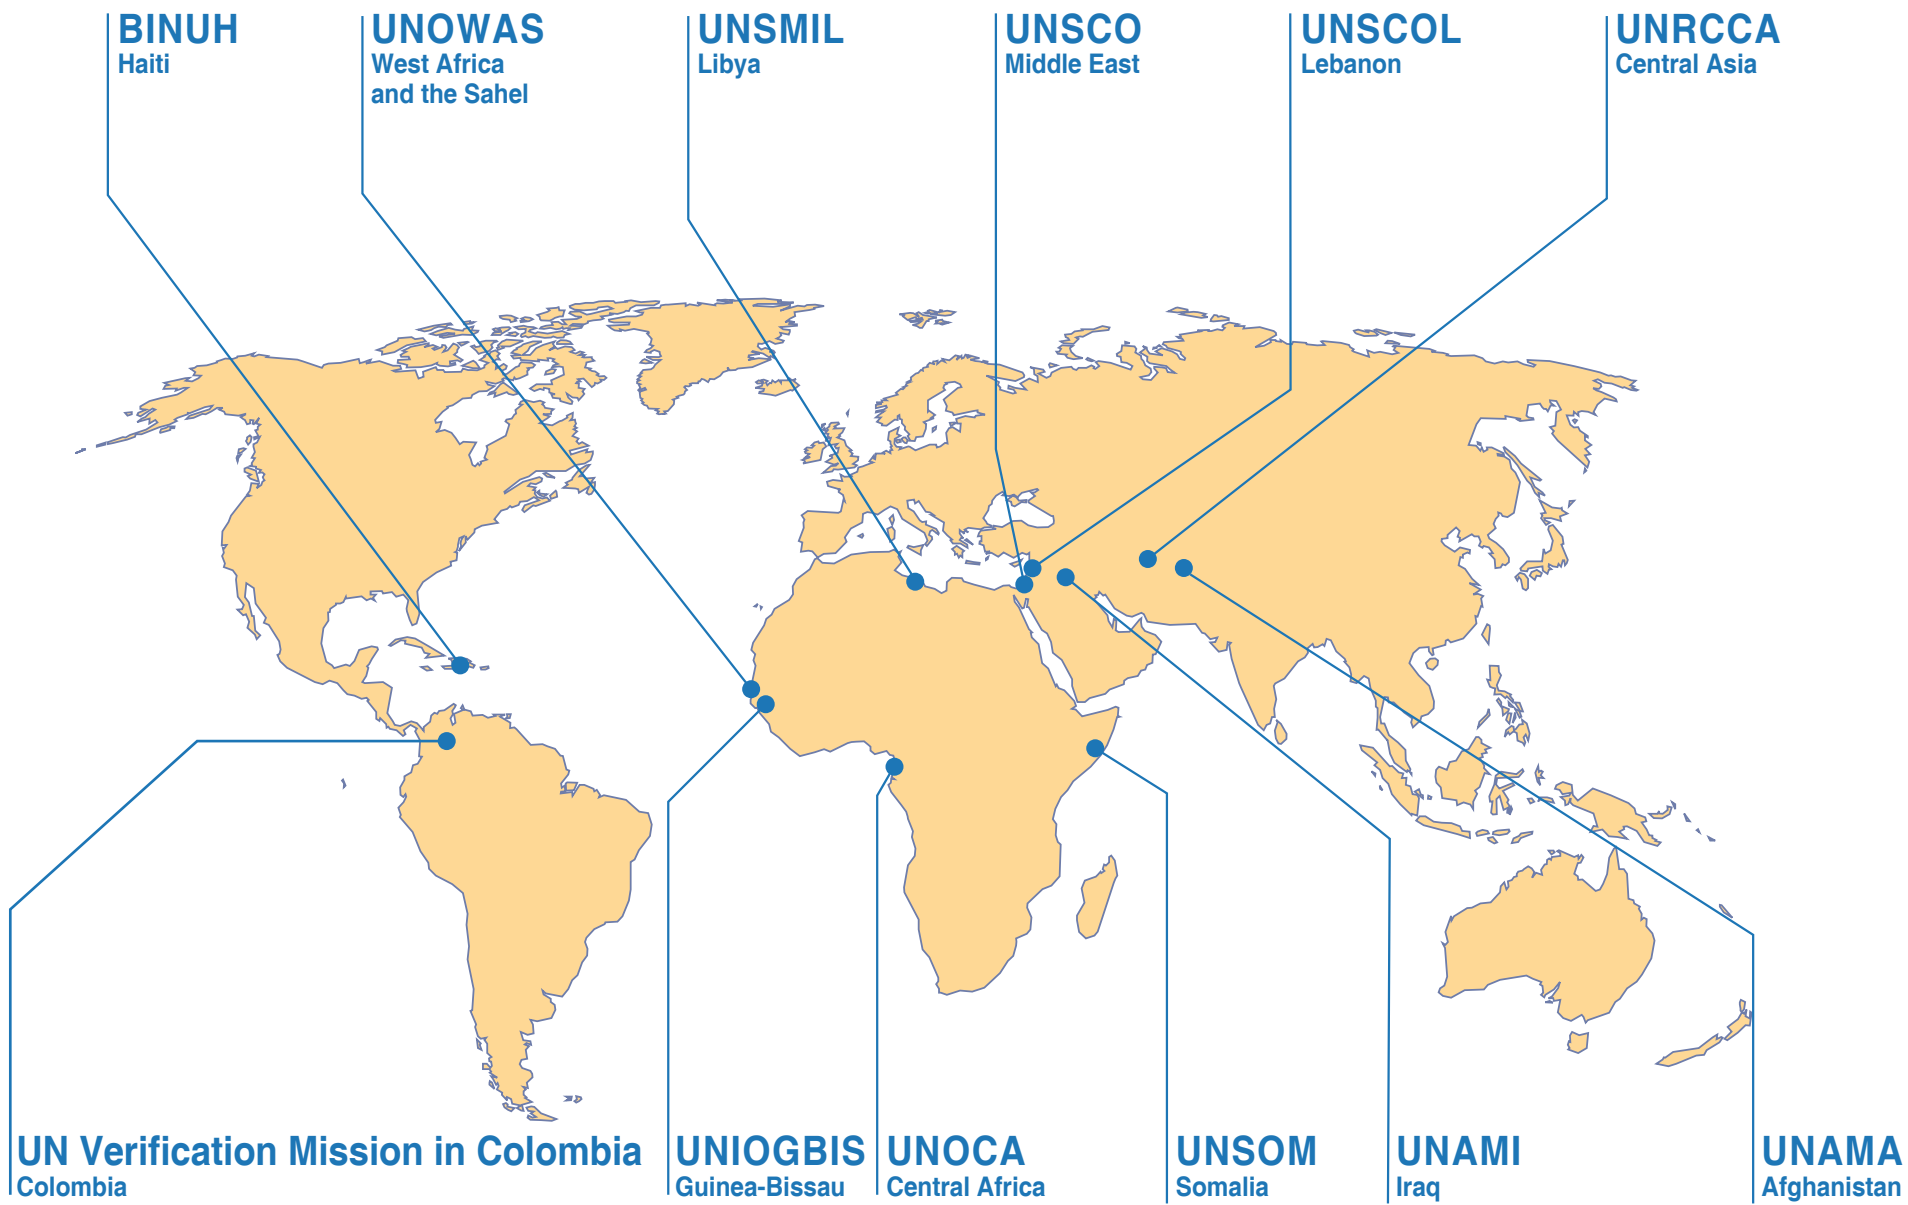 BINUH
Haiti
UNOWAS
West Africa
and the Sahel
UNSMIL
Libya
UNSCO
Middle East
UNSCOL
Lebanon
UNRCCA
Central Asia
UN Verification Mission in Colombia
Colombia
UNIOGBIS
Guinea-Bissau
UNOCA
Central Africa
UNSOM
Somalia
UNAMI
Iraq
UNAMA
Afghanistan